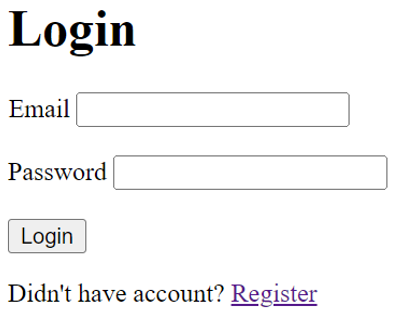 Login
Email
Password
Login
Didn't have account? Register